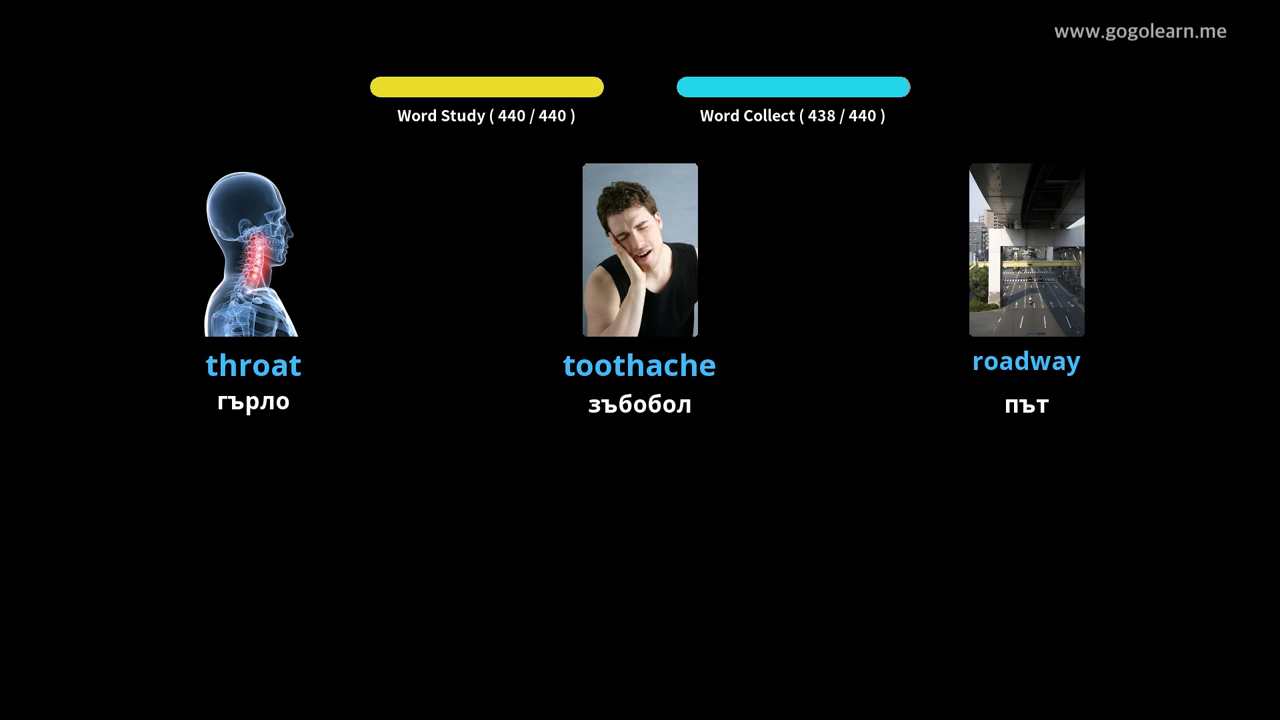 www.gogolearn.me
Word Study ( 440 / 440 )
Word Collect ( 438 / 440 )
throat
гърло
toothache
зъбобол
roadway
път